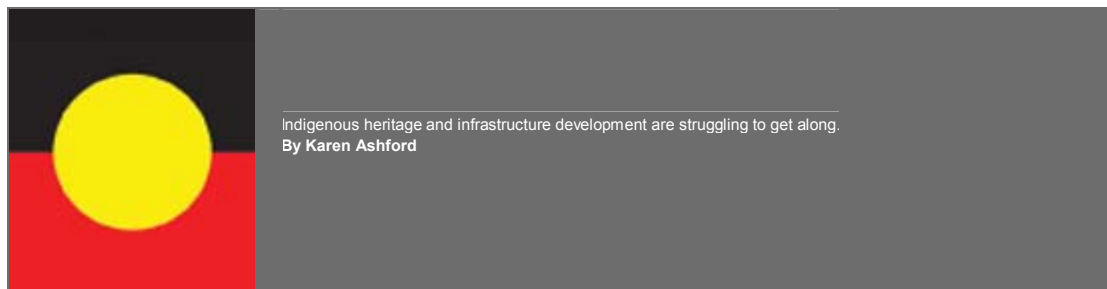 Indigenous heritage and infrastructure development are struggling to get along.
By Karen Ashford